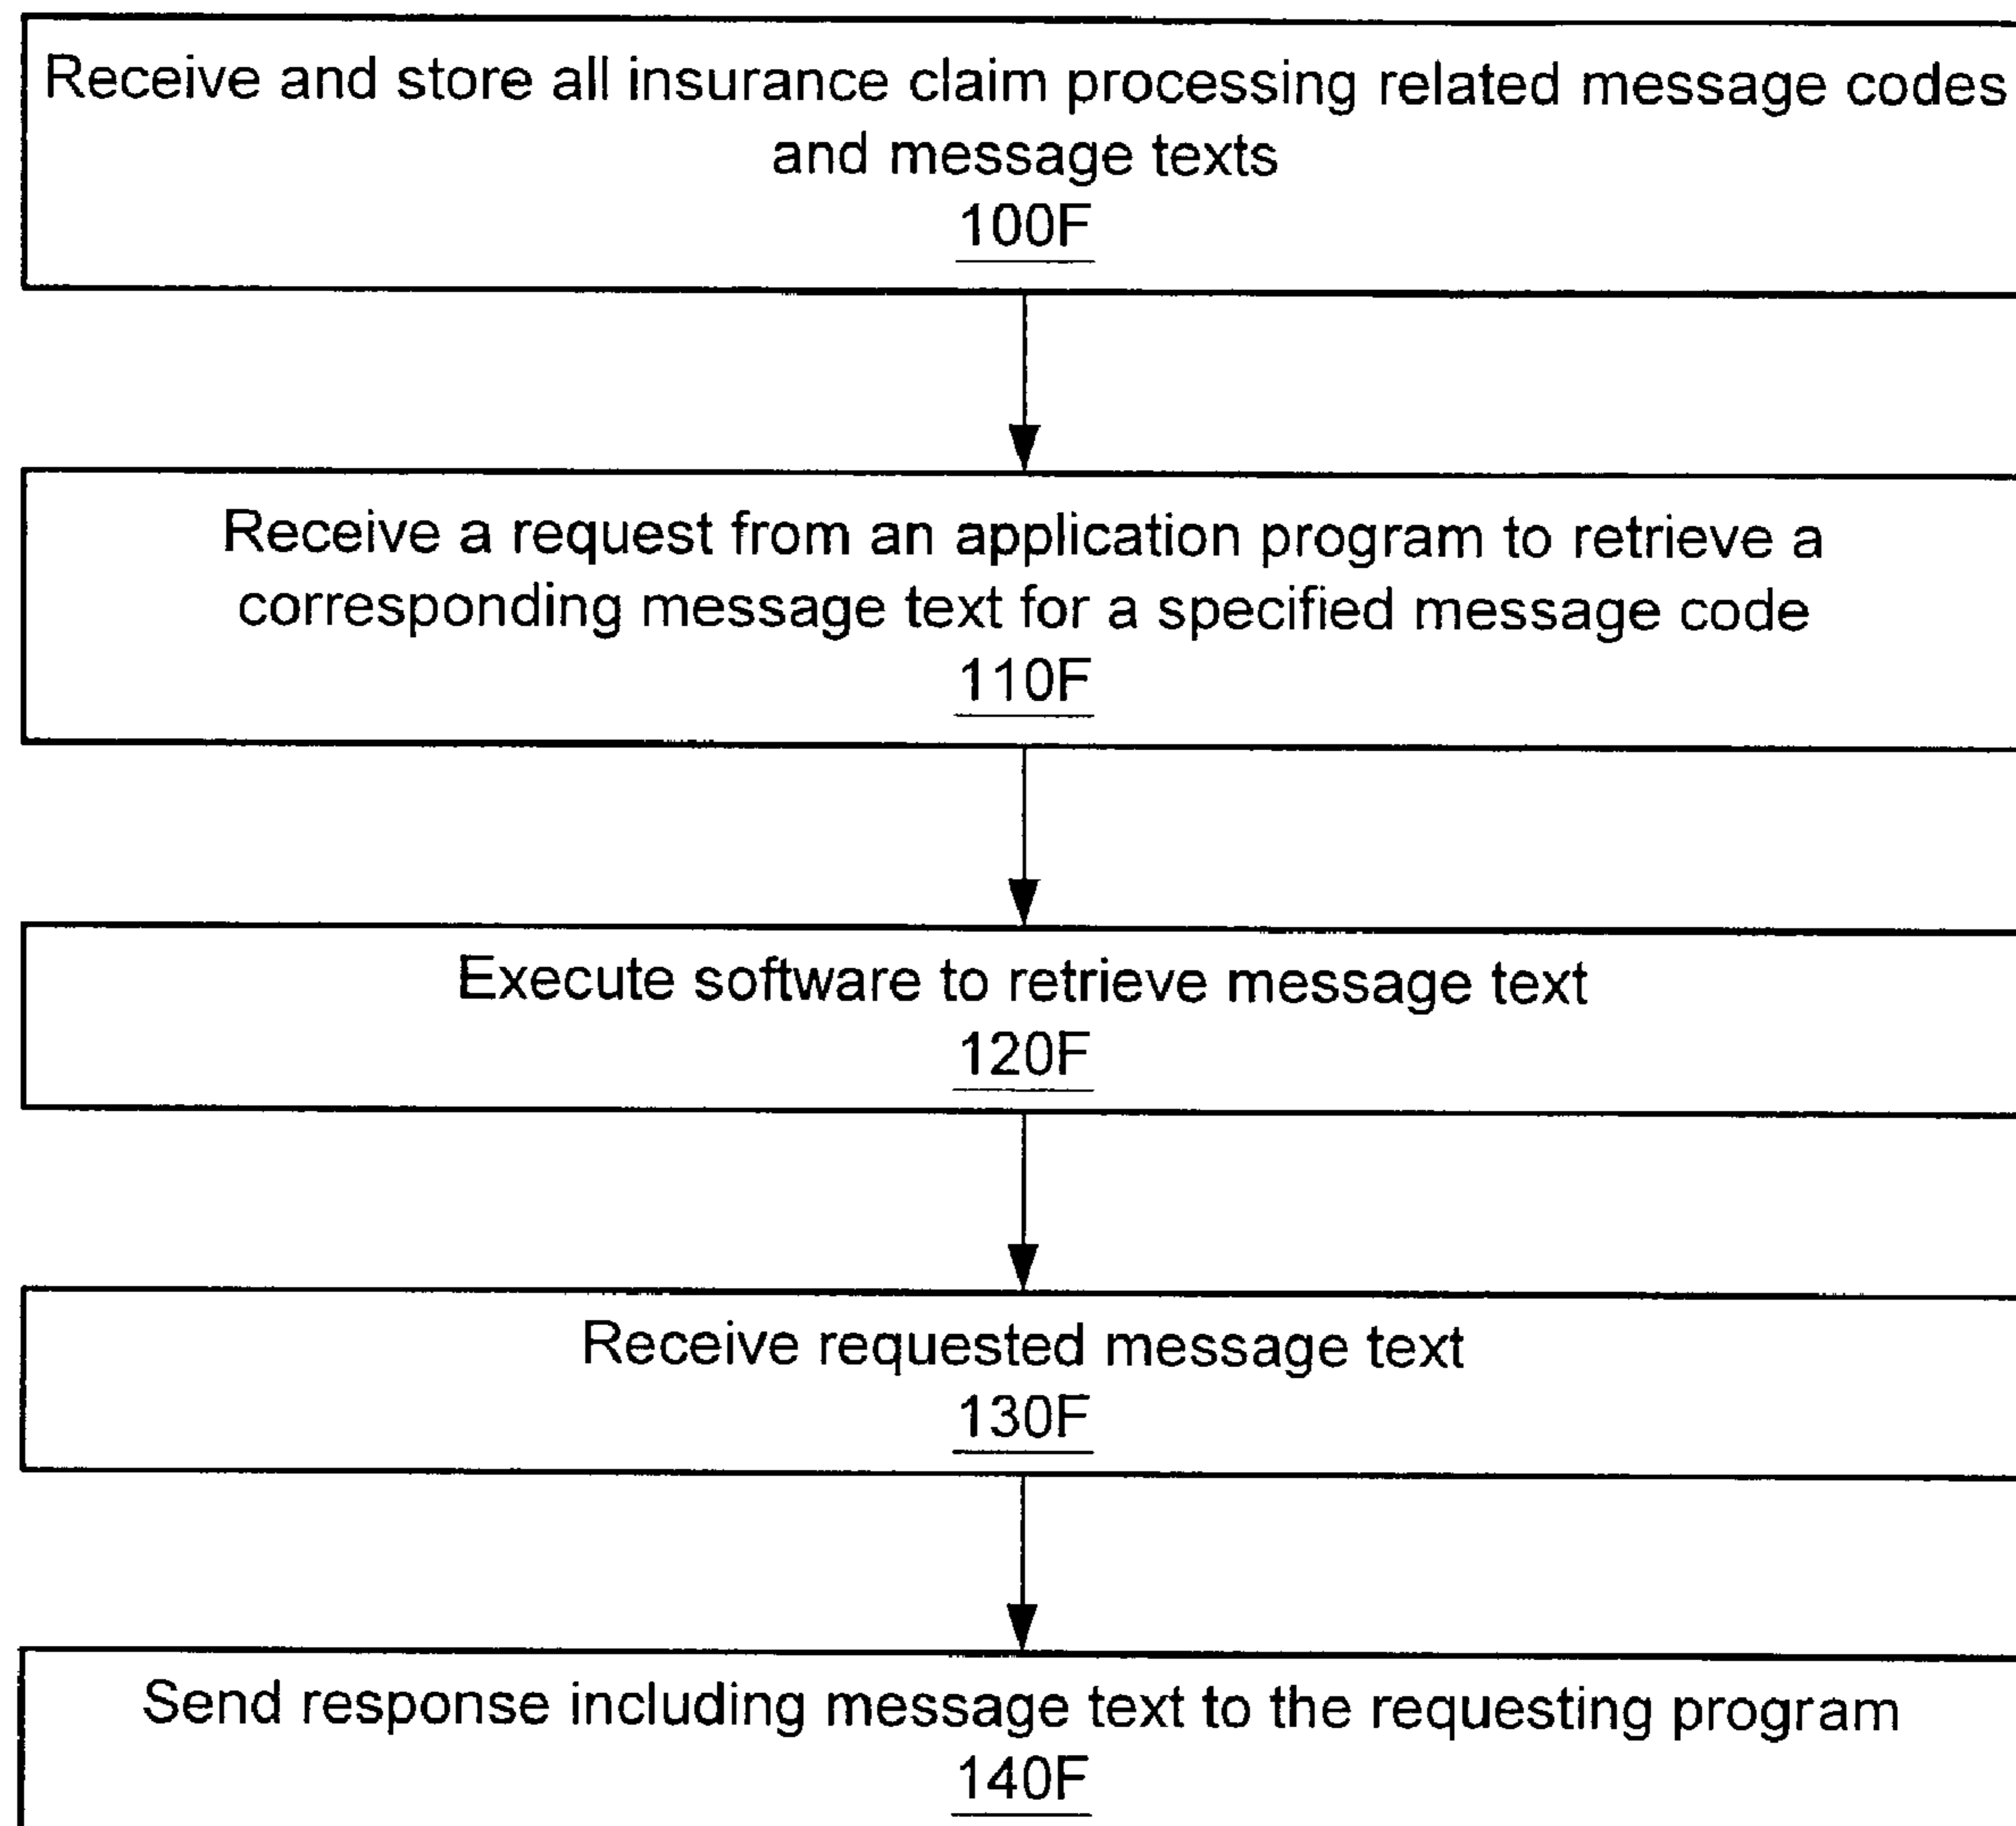 Receive and store all insurance claim processing related message codes
and message texts
100F
Receive a request from an application program to retrieve a
corresponding message text for a specified message code
110F
Execute software to retrieve message text
120F
Receive requested message text
130F
Send response including message text to the requesting program
140F